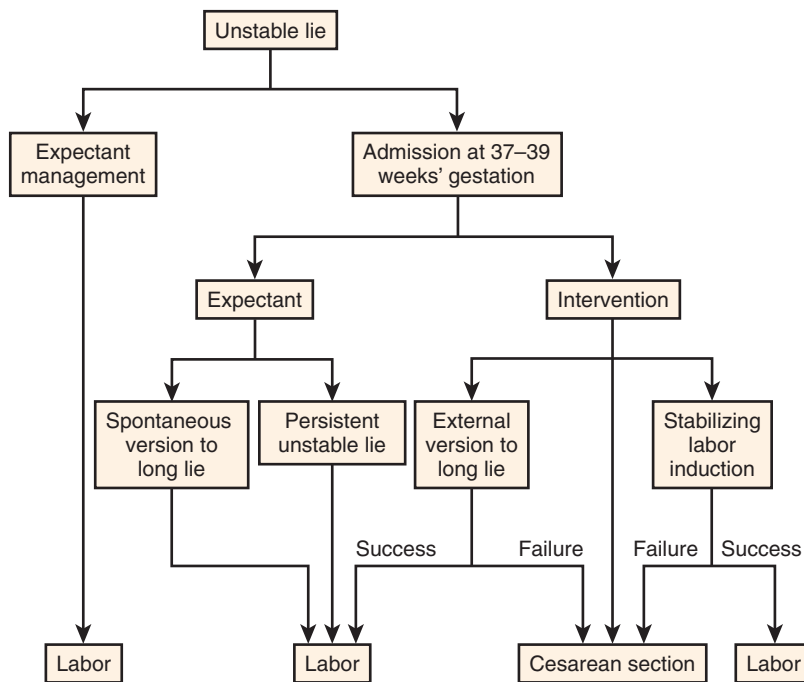 Unstable lie
Expectant
management
Admission at 37–39
weeks' gestation
Expectant
Intervention
Spontaneous
version to
long lie
Persistent
unstable lie
External
version to
long lie
Stabilizing
labor
induction
Success
Failure
Failure
Success
Labor
Labor
Cesarean section
Labor